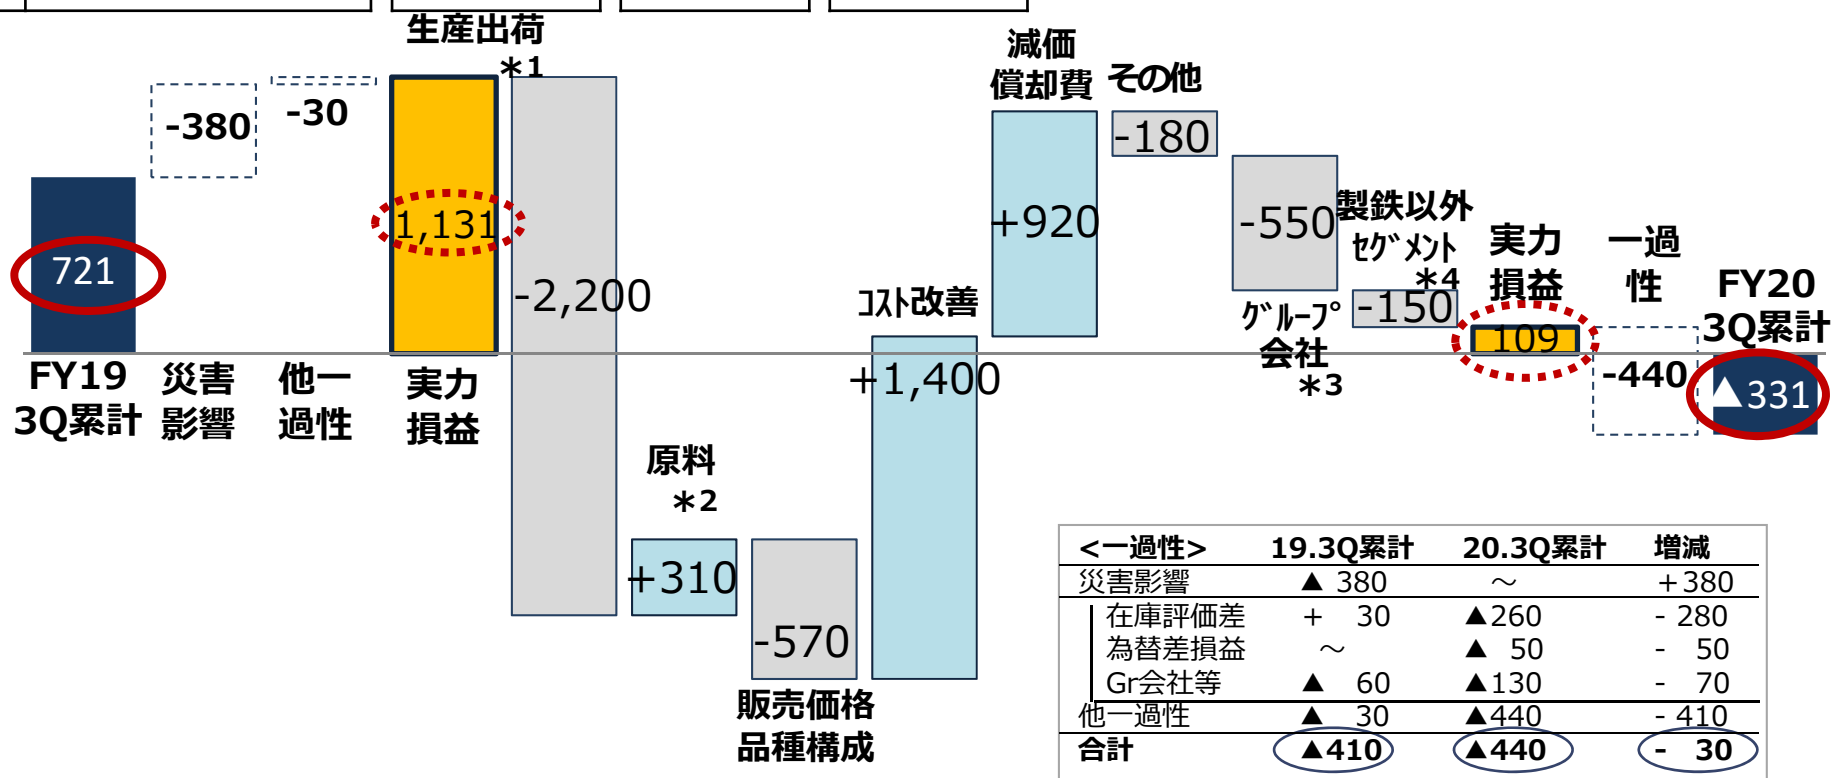 生産出荷
*1
-380
-30
721
1,131
-2,200
FY19
3Q累計
災害
影響
他一
過性
実力
損益
原料
*2
+310
-570
販売価格
品種構成
コスト改善
+1,400
減価
償却費
+920
その他
-180
-550
グループ
会社
*3
製鉄以外
セグメント
*4
-150
実力
損益
109
一過
性
-440
FY20
3Q累計
▲331
<一過性> 19.3Q累計 20.3Q累計 増減
災害影響 ▲ 380 ～ +380
在庫評価差 + 30 ▲260 - 280
為替差損益 ～ ▲ 50 - 50
Gr会社等 ▲ 60 ▲130 - 70
他一過性 ▲ 30 ▲440 - 410
合計 ▲410 ▲440 - 30